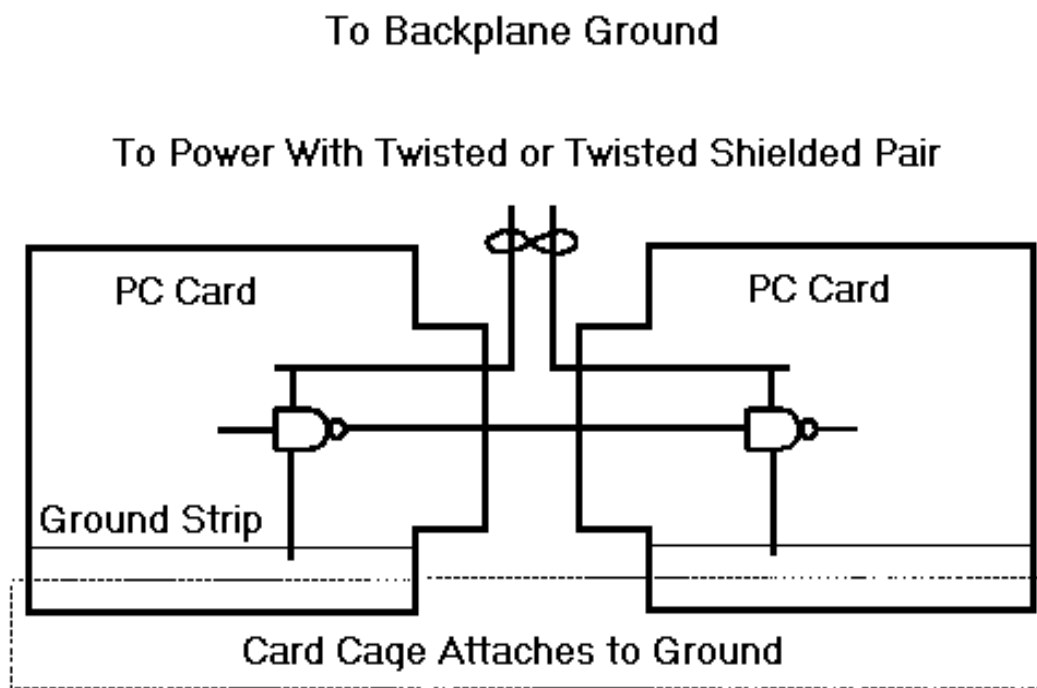 To Backplane Ground
To Power With Twisted or Twisted Shielded Pair
PC Card
PC Card
Ground Strip
Card Cage Attaches to Ground